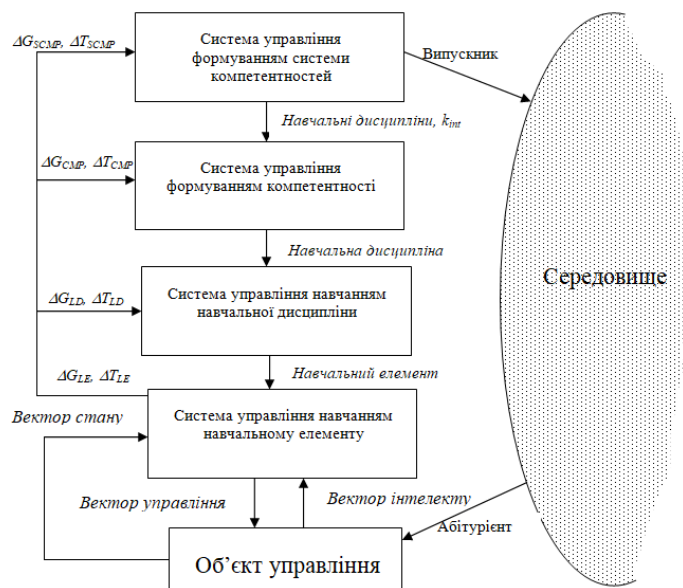 ΔG_SCMP, ΔT_SCMP
Система управління
формуванням системи
компетентностей
Випускник
Навчальні дисципліни, k_int
ΔG_CMP, ΔT_CMP
Система управління
формуванням компетентності
Навчальна дисципліна
Середовище
Система управління навчанням
навчальної дисципліни
ΔG_LD, ΔT_LD
Навчальний елемент
ΔG_LE, ΔT_LE
Вектор стану
Система управління навчанням
навчальному елементу
Вектор управління
Вектор інтелекту
Абітурієнт
Об’єкт управління